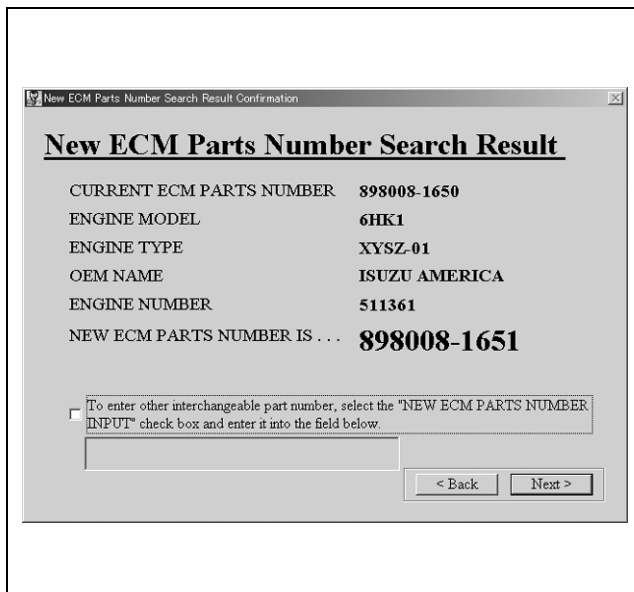 New ECM Parts Number Search Result Confirmation
New ECM Parts Number Search Result
CURRENT ECM PARTS NUMBER 898008-1650
ENGINE MODEL 6HK1
ENGINE TYPE XYSZ-01
OEM NAME ISUZU AMERICA
ENGINE NUMBER 511361
NEW ECM PARTS NUMBER IS . . . 898008-1651
To enter other interchangeable part number, select the "NEW ECM PARTS NUMBER
INPUT" check box and enter it into the field below.
< Back Next >